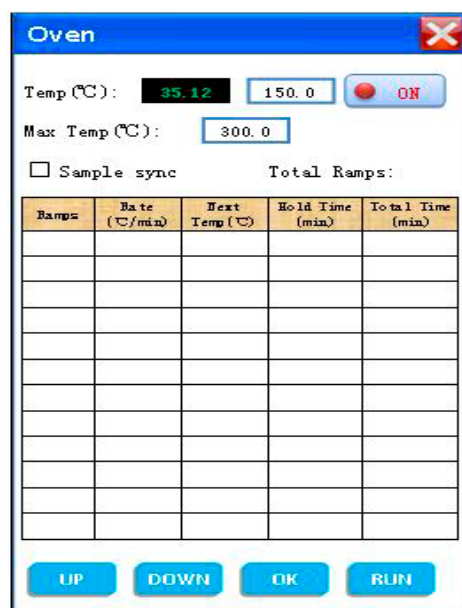 Oven
Temp(℃): 35.12 150.0 ON
Max Temp(℃): 300.0
Sample sync Total Ramps:
Ramps Rate (℃/min) Next Temp(℃) Hold Time (min) Total Time (min)
UP DOWN OK RUN